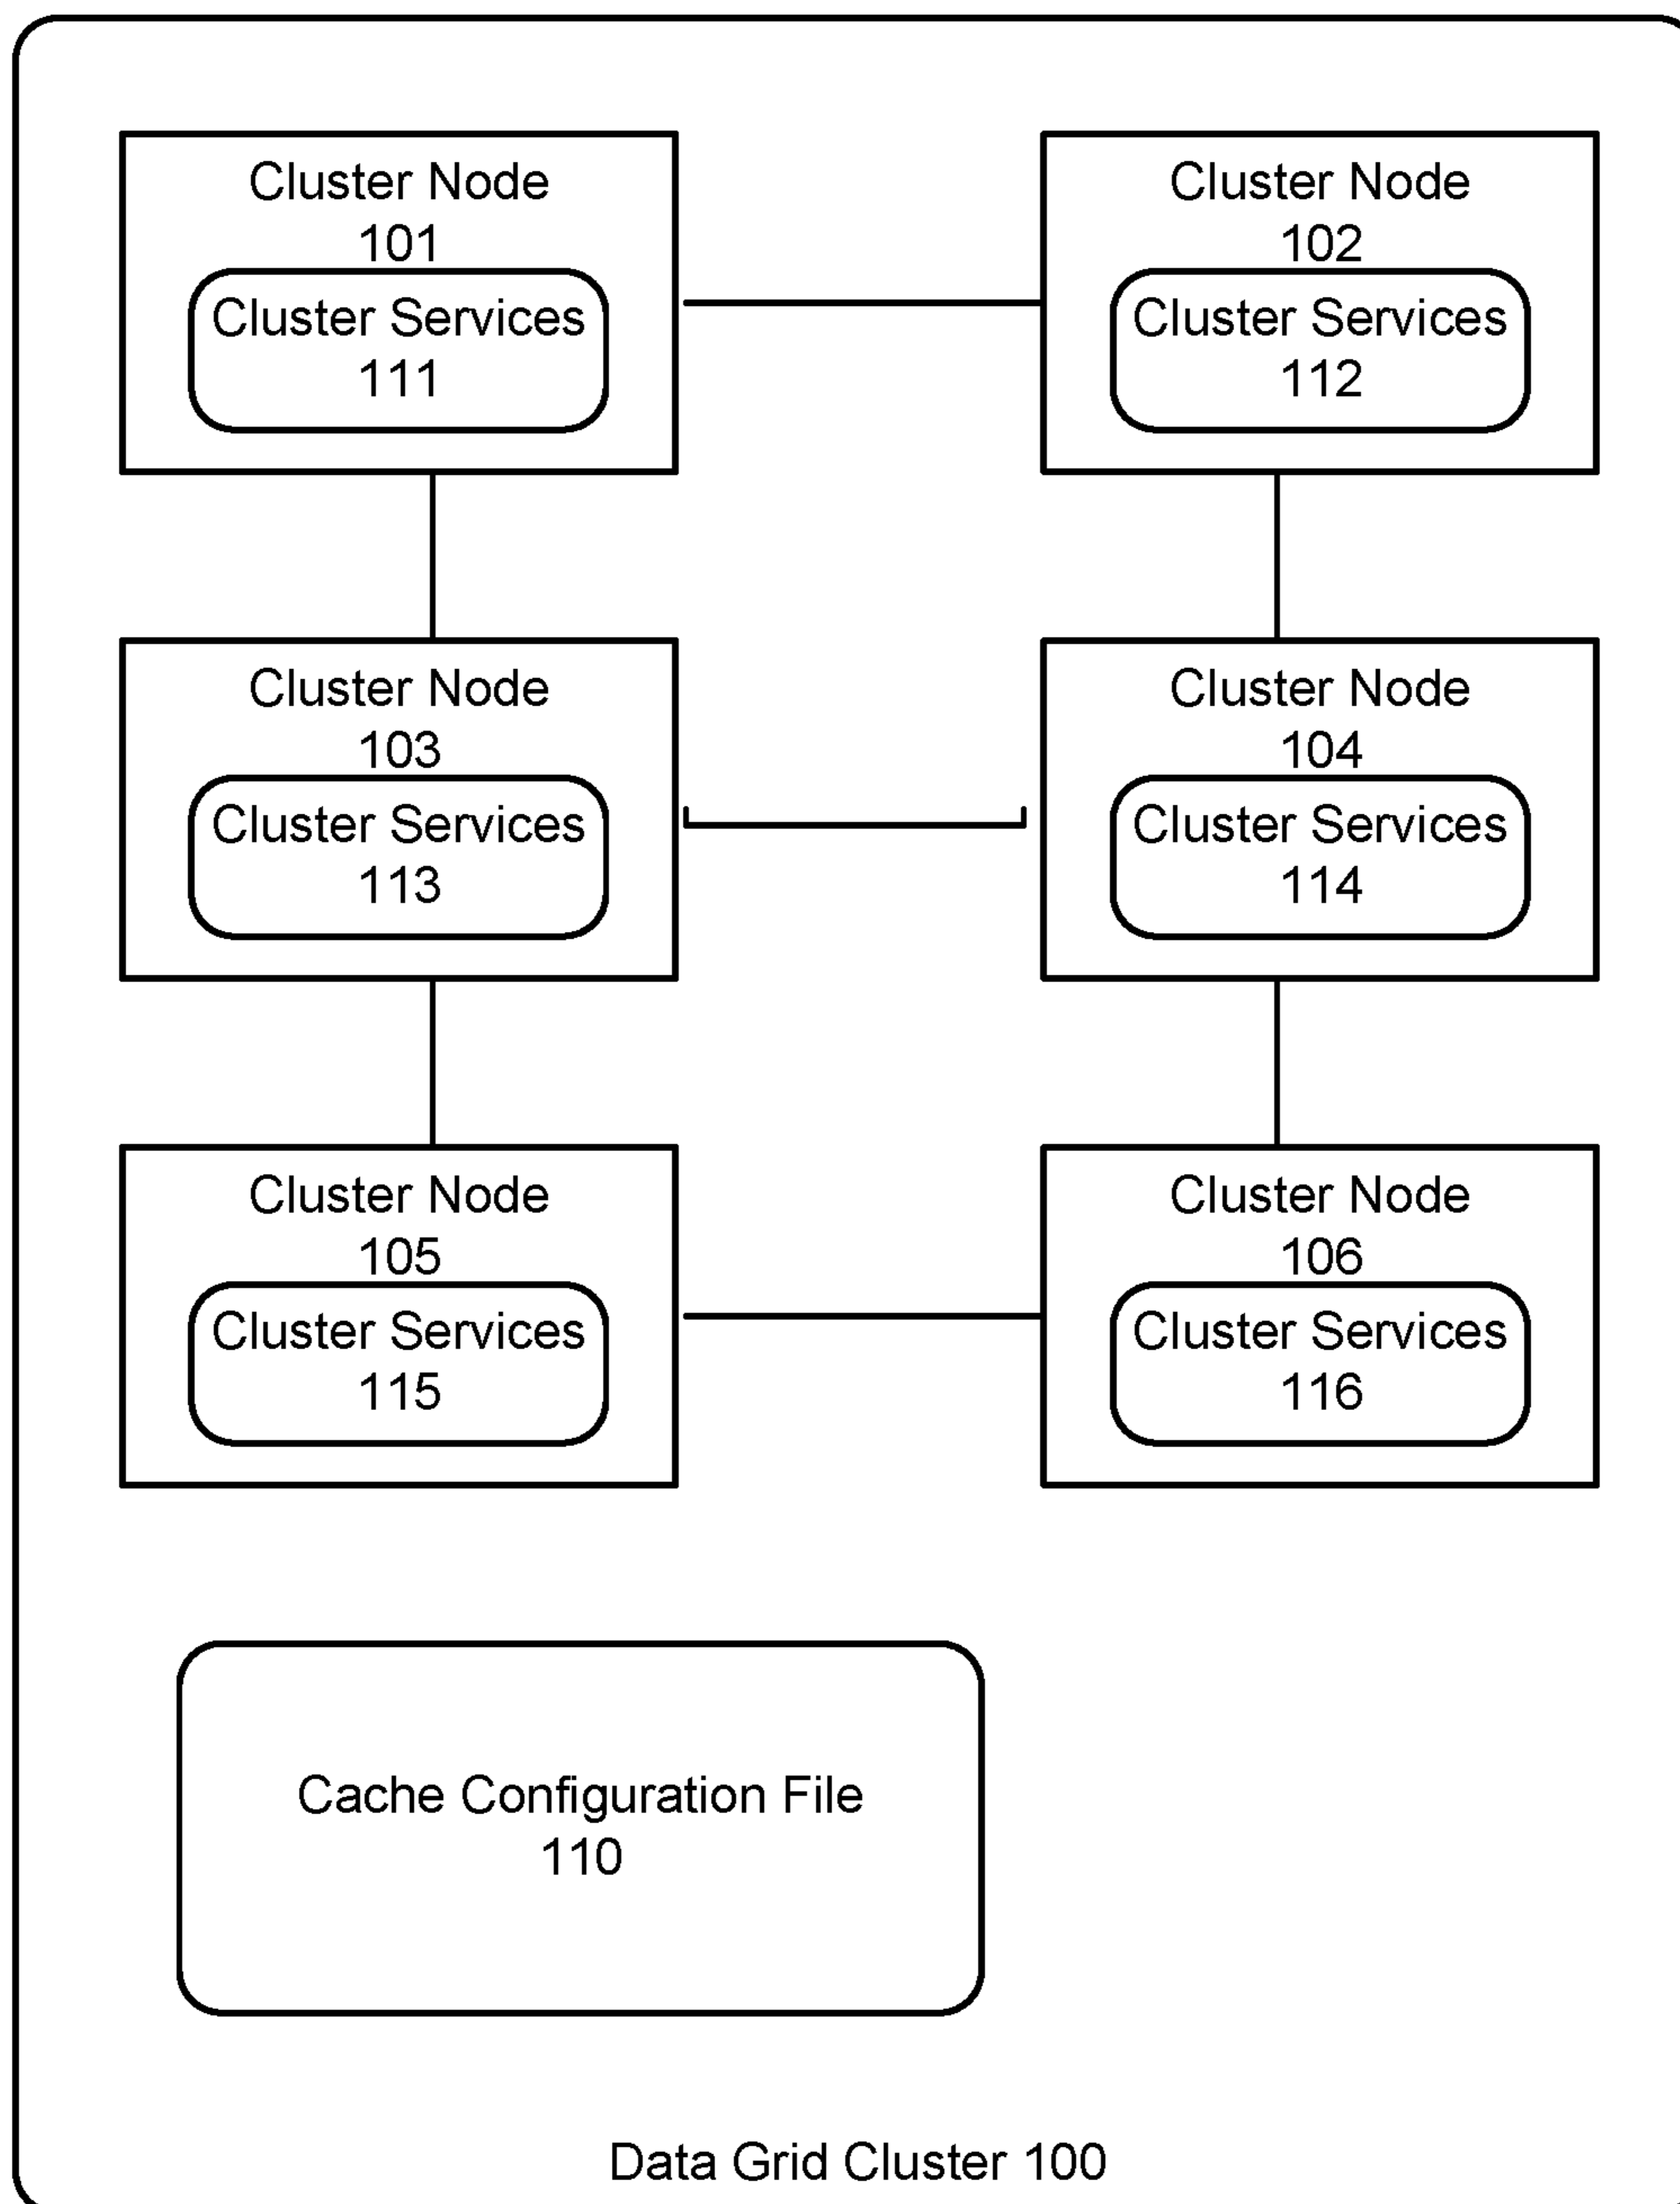 Cluster Node
101
Cluster Services
111
Cluster Node
102
Cluster Services
112
Cluster Node
103
Cluster Services
113
Cluster Node
104
Cluster Services
114
Cluster Node
105
Cluster Services
115
Cluster Node
106
Cluster Services
116
Cache Configuration File
110
Data Grid Cluster 100